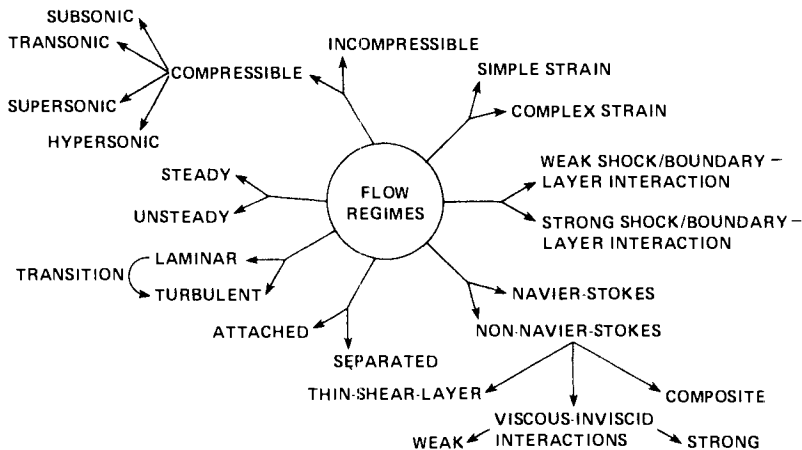 SUBSONIC
TRANSONIC
COMPRESSIBLE
SUPERSONIC
HYPERSONIC
INCOMPRESSIBLE
SIMPLE STRAIN
COMPLEX STRAIN
STEADY
UNSTEADY
FLOW
REGIMES
WEAK SHOCK/BOUNDARY –
LAYER INTERACTION
STRONG SHOCK/BOUNDARY –
LAYER INTERACTION
TRANSITION
LAMINAR
TURBULENT
ATTACHED
SEPARATED
NAVIER-STOKES
NON-NAVIER-STOKES
THIN-SHEAR-LAYER
COMPOSITE
VISCOUS-INVISCID
INTERACTIONS
WEAK
STRONG